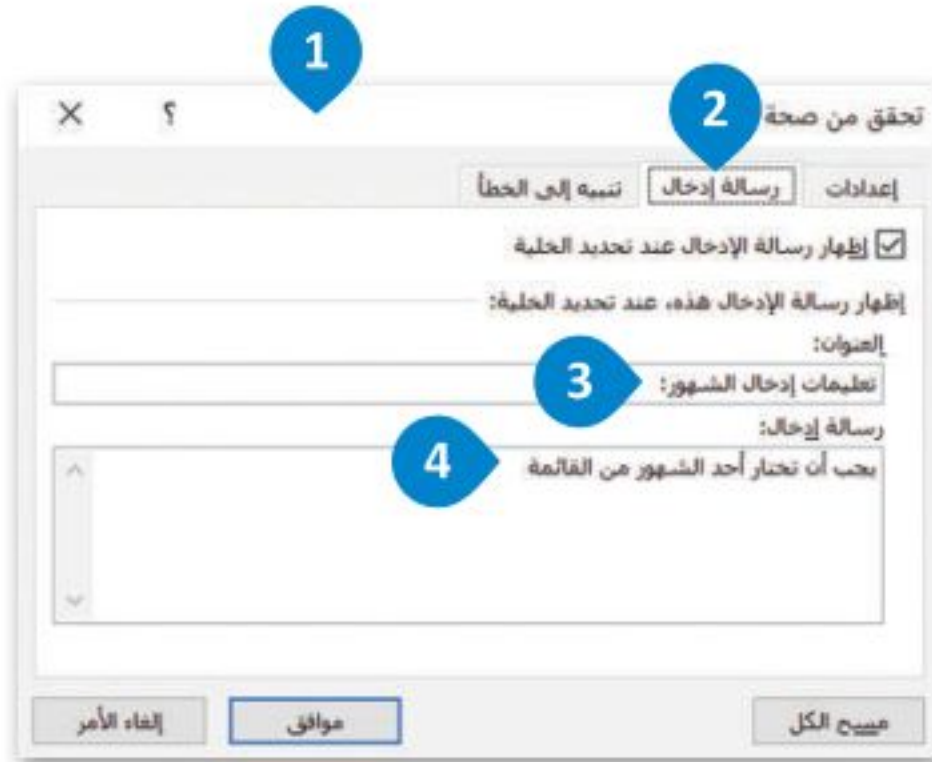 1
2
تحقق من صحة
؟
إعدادات
رسالة إدخال
تنبيه إلى الخطأ
إظهار رسالة الإدخال عند تحديد الخلية
إظهار رسالة الإدخال هذه، عند تحديد الخلية:
العنوان:
3
تعليمات إدخال الشهور:
رسالة إدخال:
4
يجب أن تختار أحد الشهور من القائمة
مسح الكل
موافق
إلغاء الأمر